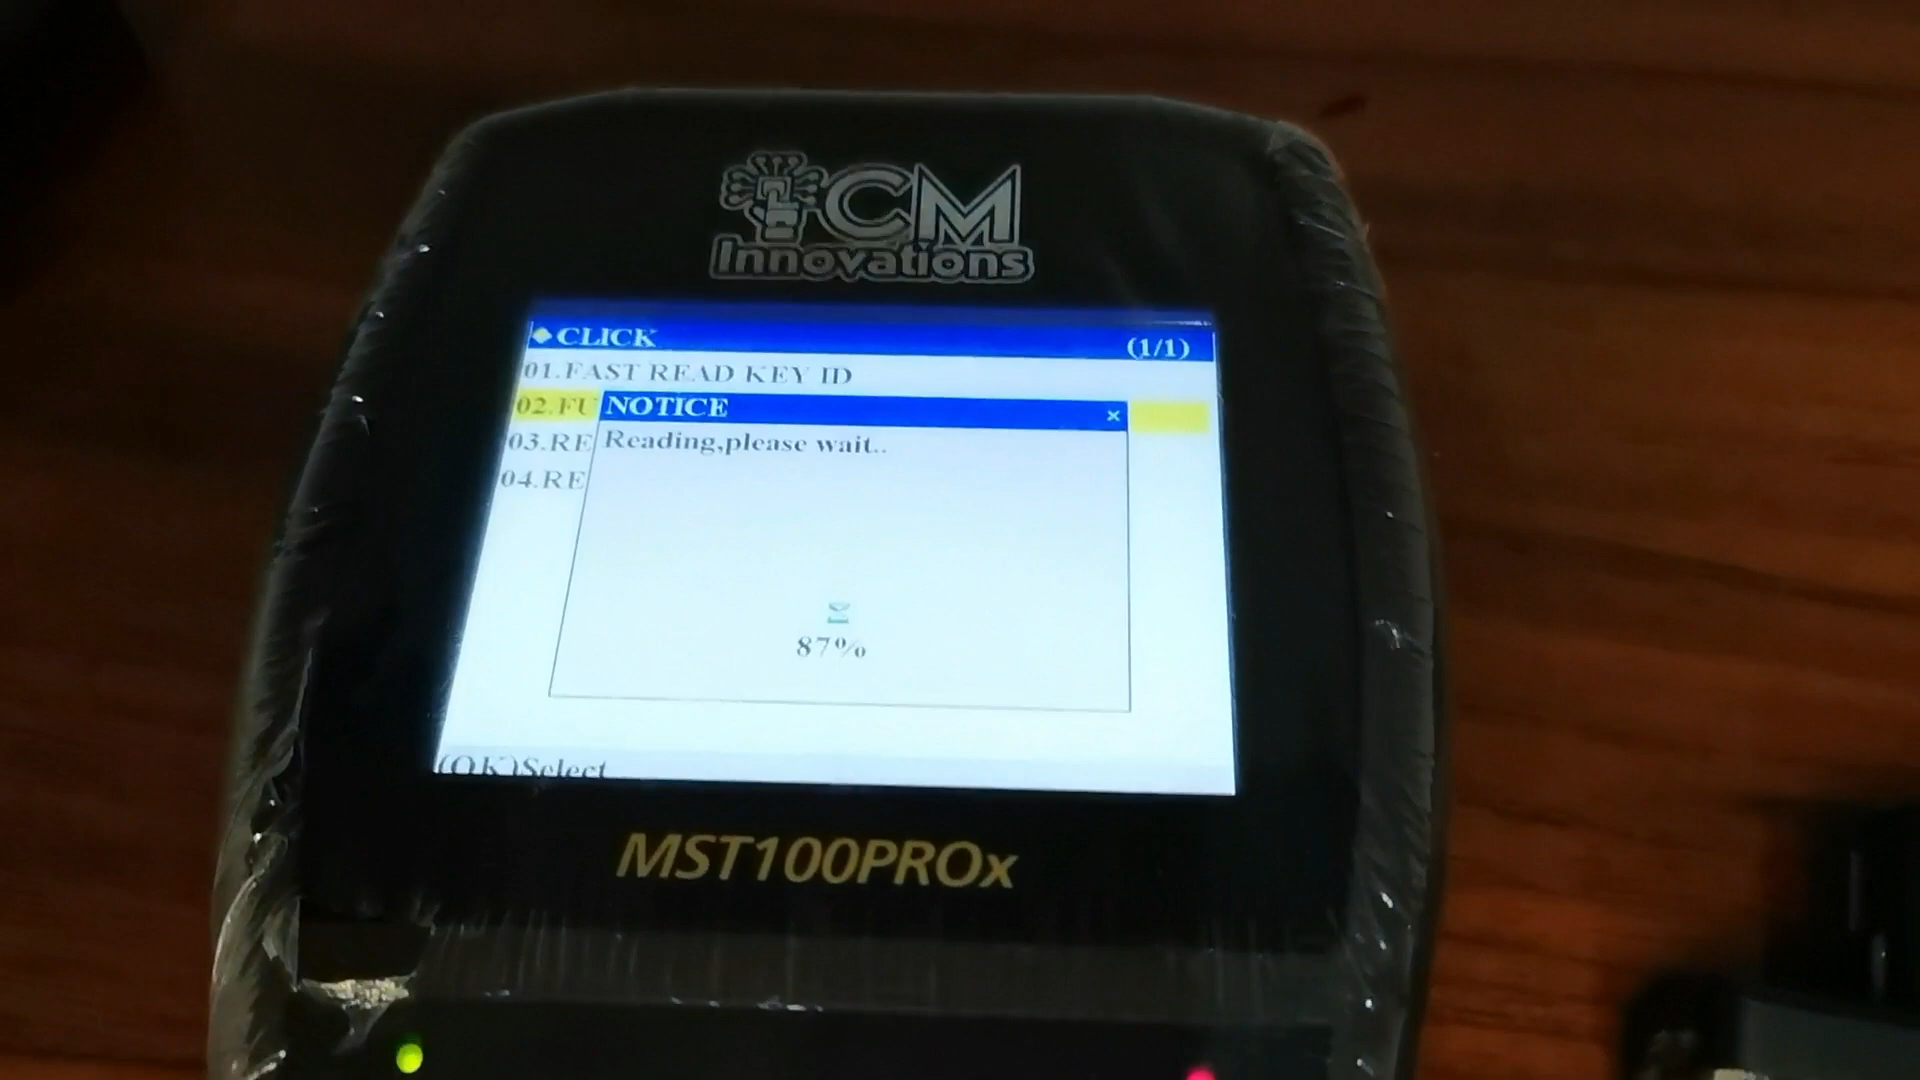 CM
Innovations
CLICK (1/1)
01.FAST READ KEY ID
02.FU
NOTICE ×
03.RE
Reading,please wait..
04.RE
87%
(OK)Select
MST100PROx